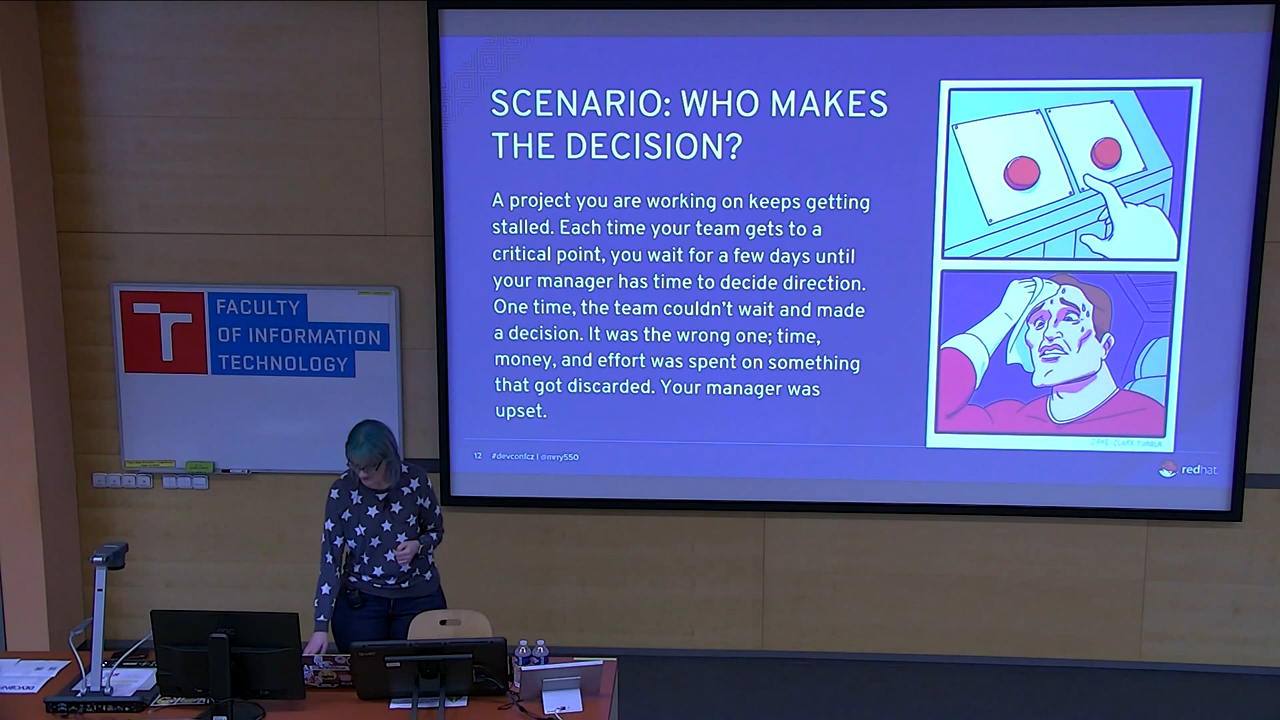 SCENARIO: WHO MAKES
THE DECISION?
A project you are working on keeps getting
stalled. Each time your team gets to a
critical point, you wait for a few days until
your manager has time to decide direction.
One time, the team couldn't wait and made
a decision. It was the wrong one; time,
money, and effort was spent on something
that got discarded. Your manager was
upset.
12 #devconfcz | @mrry550
redhat
FACULTY
OF INFORMATION
TECHNOLOGY